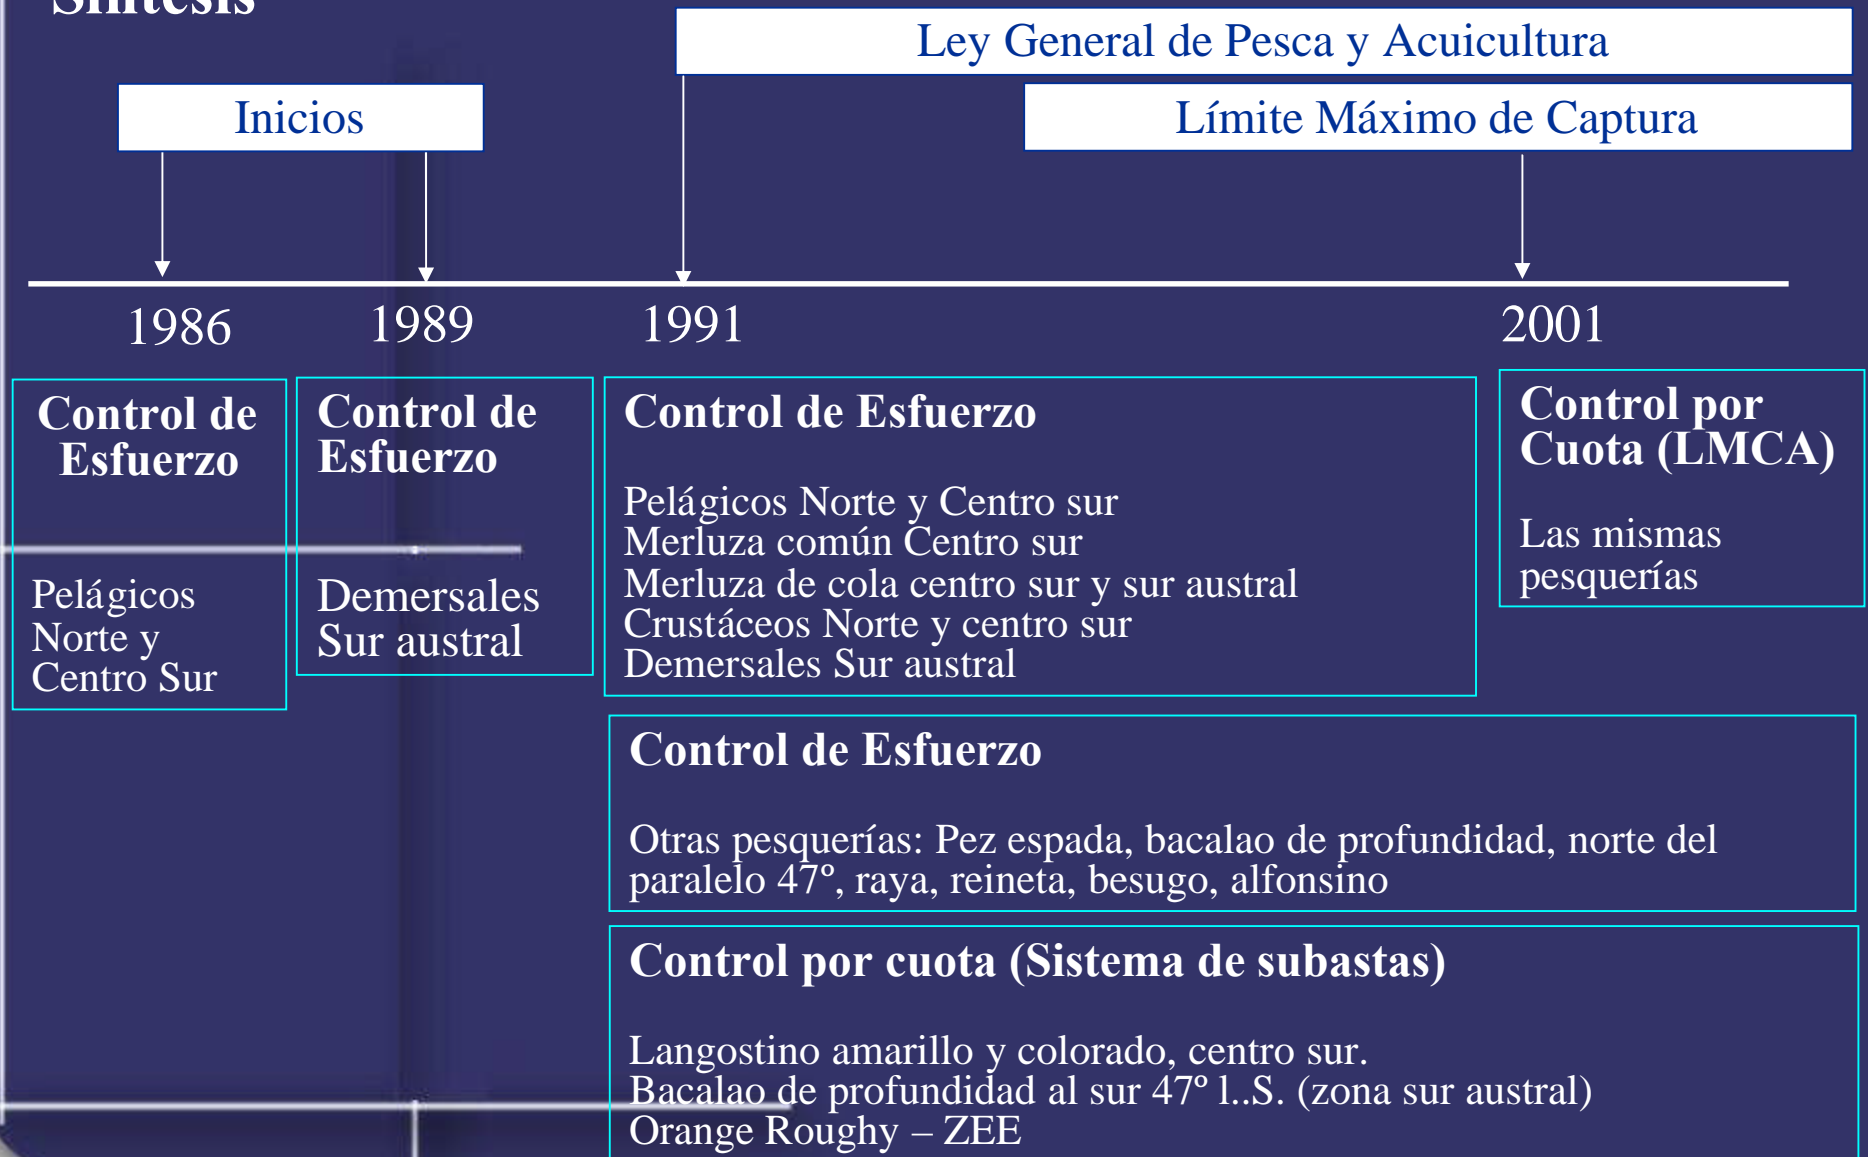 Síntesis
Ley General de Pesca y Acuicultura
Inicios
Límite Máximo de Captura
1986
1989
1991
2001
Control de
Esfuerzo
Pelágicos
Norte y
Centro Sur
Control de
Esfuerzo
Demersales
Sur austral
Control de Esfuerzo
Pelágicos Norte y Centro sur
Merluza común Centro sur
Merluza de cola centro sur y sur austral
Crustáceos Norte y centro sur
Demersales Sur austral
Control por
Cuota (LMCA)
Las mismas
pesquerías
Control de Esfuerzo
Otras pesquerías: Pez espada, bacalao de profundidad, norte del
paralelo 47º, raya, reineta, besugo, alfonsino
Control por cuota (Sistema de subastas)
Langostino amarillo y colorado, centro sur.
Bacalao de profundidad al sur 47º l..S. (zona sur austral)
Orange Roughy – ZEE